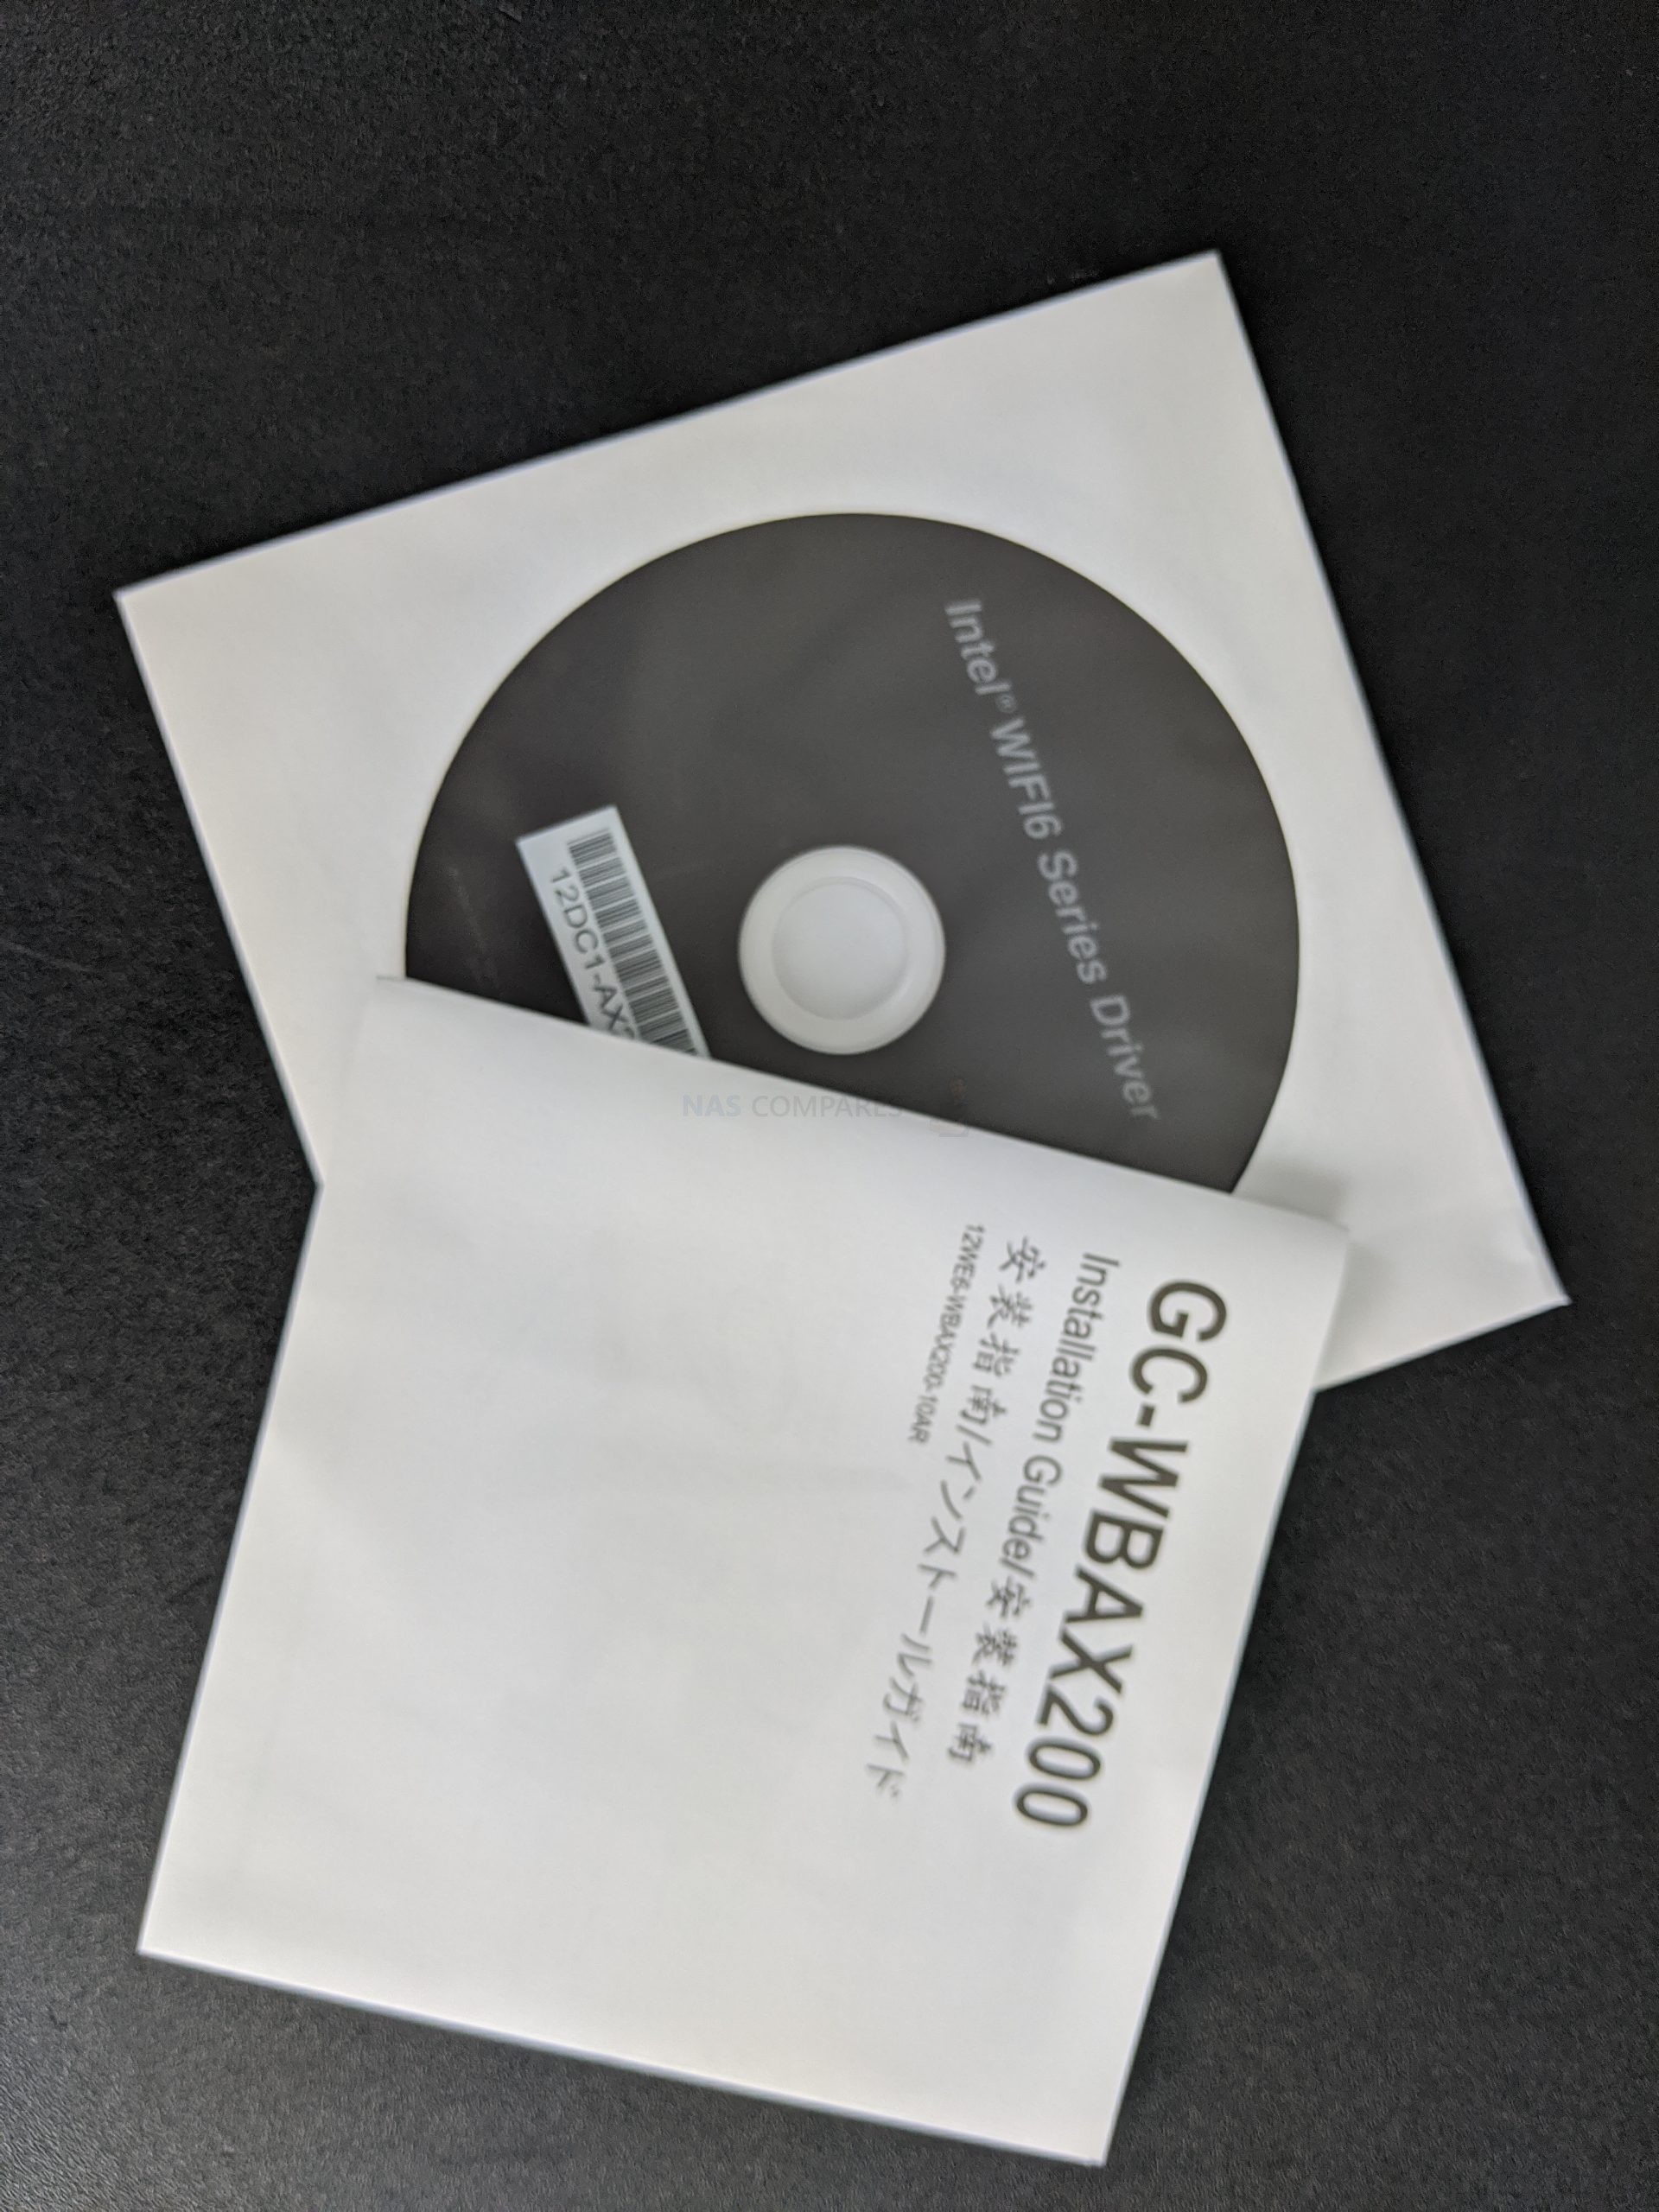 Intel® WIFI6 Series Driver
12DC1-AX
NAS COMPARES
GC-WBAX200
Installation Guide/安装指南
安裝指南/インストールガイド
12WE6-WBAX200-10AR